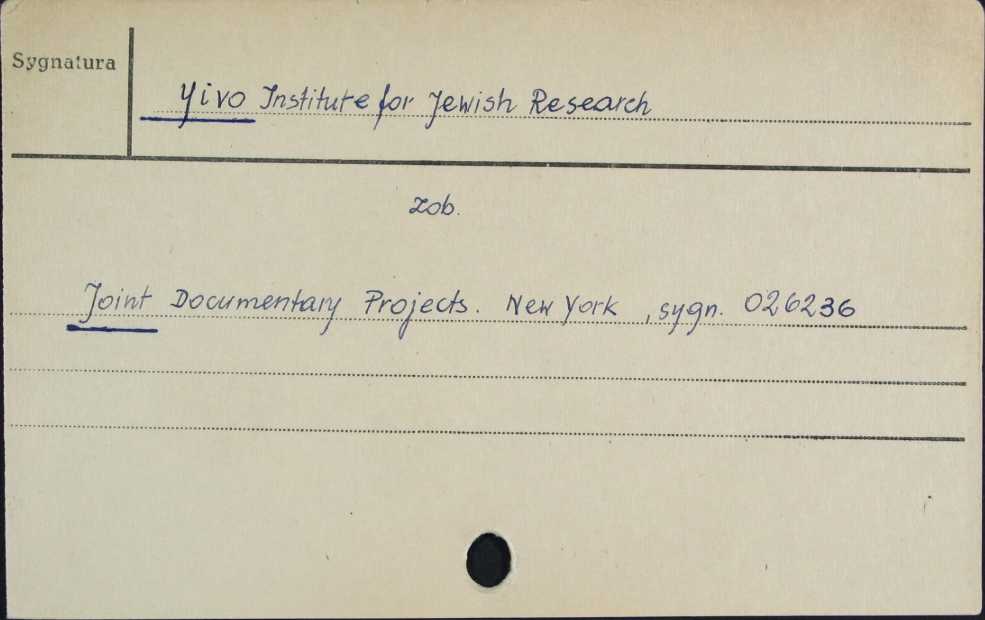 Sygnatura
Yivo Institute for Jewish Research
zob.
Joint Documentary Projects. New York, sygn. 026236